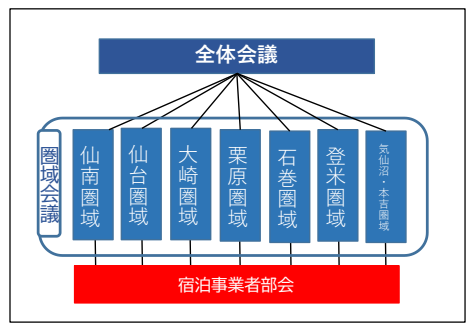 全体会議
圏域会議
仙南圏域
仙台圏域
大崎圏域
栗原圏域
石巻圏域
登米圏域
気仙沼・本吉圏域
宿泊事業者部会